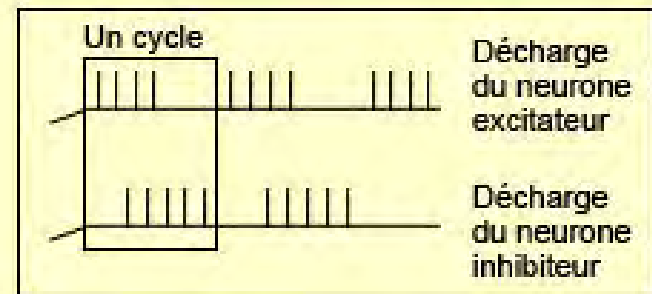 Un cycle
Décharge
du neurone
excitateur
Décharge
du neurone
inhibiteur